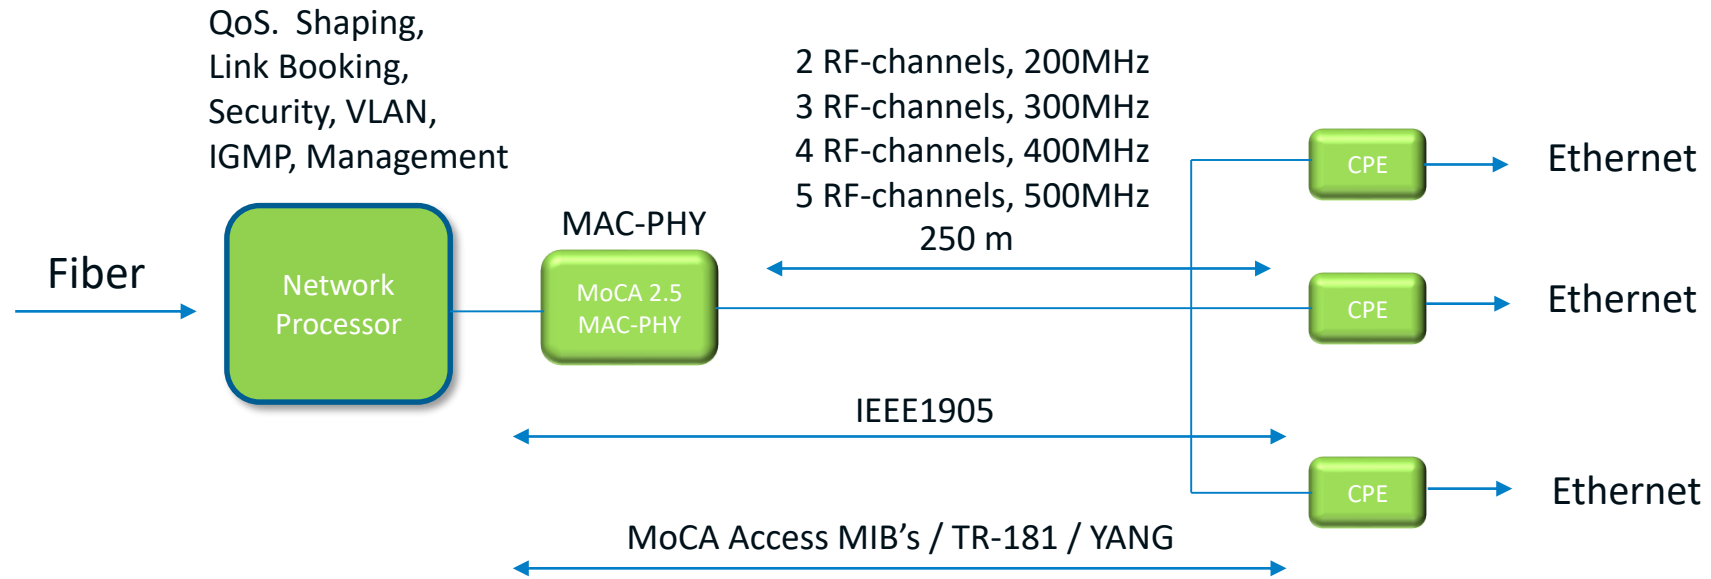 QoS.  Shaping,
Link Booking,
Security, VLAN,
IGMP, Management
2 RF-channels, 200MHz
3 RF-channels, 300MHz
4 RF-channels, 400MHz
5 RF-channels, 500MHz
250 m
MAC-PHY
Fiber
Network
Processor
MoCA 2.5
MAC-PHY
CPE
Ethernet
CPE
Ethernet
IEEE1905
CPE
Ethernet
MoCA Access MIB’s / TR-181 / YANG